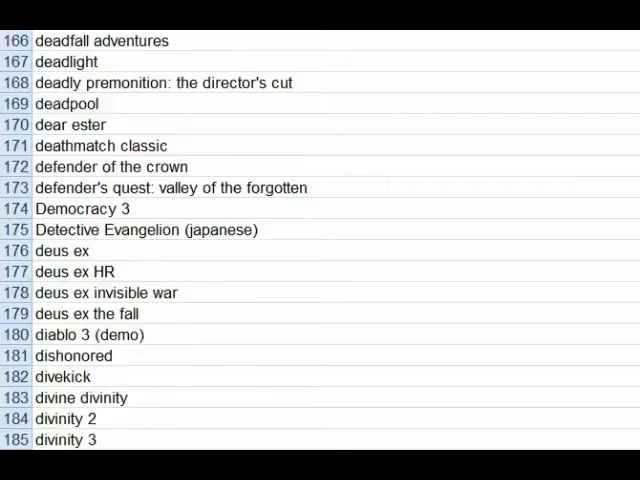 166 deadfall adventures
167 deadlight
168 deadly premonition: the director's cut
169 deadpool
170 dear ester
171 deathmatch classic
172 defender of the crown
173 defender's quest: valley of the forgotten
174 Democracy 3
175 Detective Evangelion (japanese)
176 deus ex
177 deus ex HR
178 deus ex invisible war
179 deus ex the fall
180 diablo 3 (demo)
181 dishonored
182 divekick
183 divine divinity
184 divinity 2
185 divinity 3